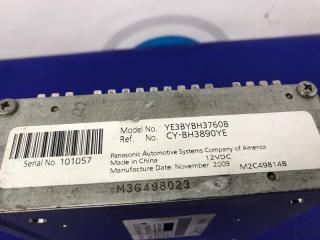 Model No. YE3BYBH3760B
Ref. No. CY-BH3890YE
Serial No. 101057
Panasonic Automotive Systems Company of America
Made in China 12VDC
Manufacture Date: November 2009 M2C498148
M3G498023